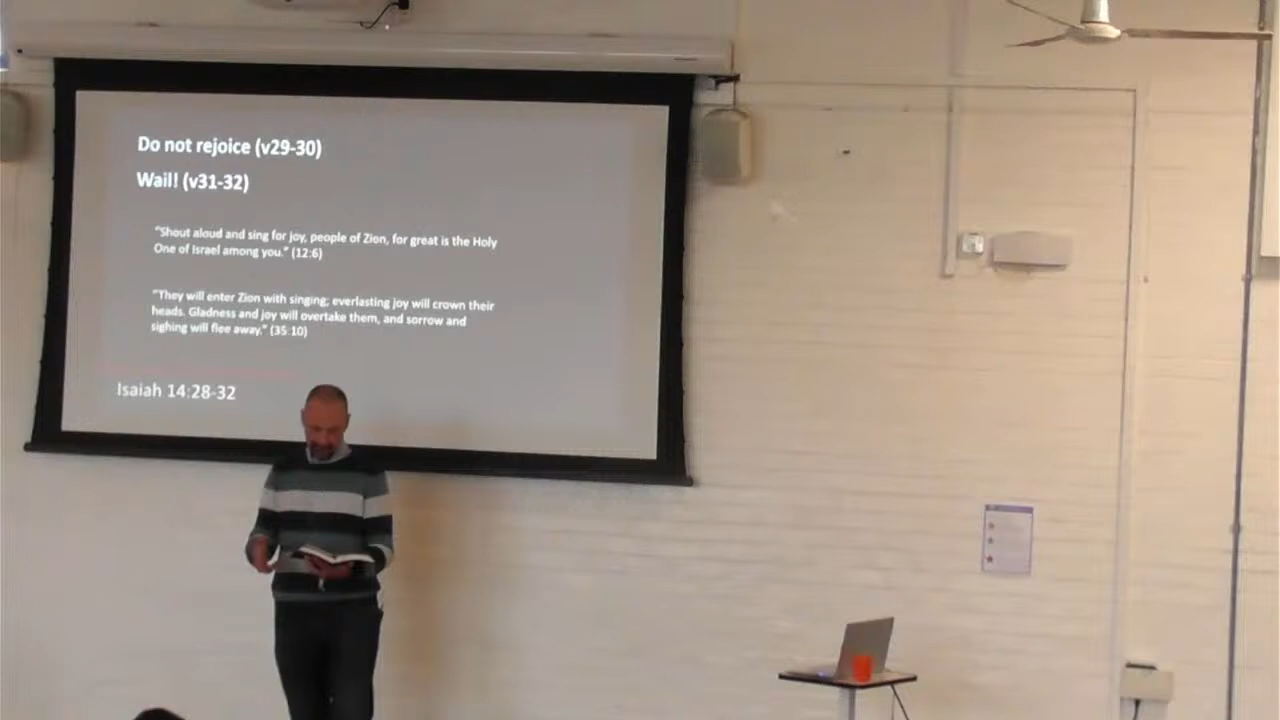 Do not rejoice (v29-30)
Wail! (v31-32)
"Shout aloud and sing for joy, people of Zion, for great is the Holy
One of Israel among you." (12:6)
"They will enter Zion with singing; everlasting joy will crown their
heads. Gladness and joy will overtake them, and sorrow and
sighing will flee away." (35:10)
Isaiah 14:28-32